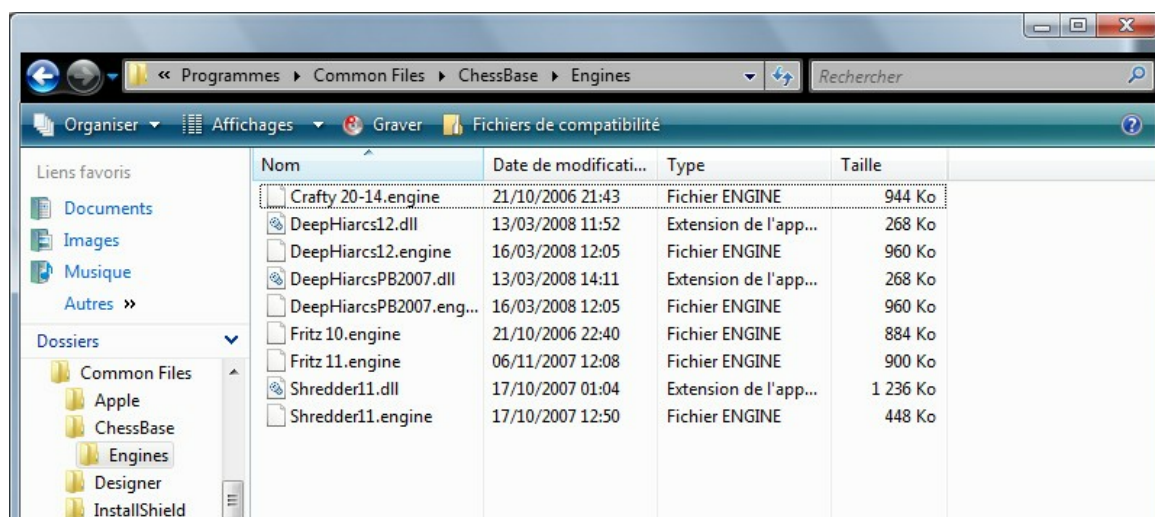 « Programmes ▸ Common Files ▸ ChessBase ▸ Engines Rechercher
Organiser Affichages Graver Fichiers de compatibilité
Liens favoris
Documents
Images
Musique
Autres »
Dossiers
Common Files
Apple
ChessBase
Engines
Designer
InstallShield
Nom Date de modificati... Type Taille
Crafty 20-14.engine 21/10/2006 21:43 Fichier ENGINE 944 Ko
DeepHiarcs12.dll 13/03/2008 11:52 Extension de l'app... 268 Ko
DeepHiarcs12.engine 16/03/2008 12:05 Fichier ENGINE 960 Ko
DeepHiarcsPB2007.dll 13/03/2008 14:11 Extension de l'app... 268 Ko
DeepHiarcsPB2007.eng... 16/03/2008 12:05 Fichier ENGINE 960 Ko
Fritz 10.engine 21/10/2006 22:40 Fichier ENGINE 884 Ko
Fritz 11.engine 06/11/2007 12:08 Fichier ENGINE 900 Ko
Shredder11.dll 17/10/2007 01:04 Extension de l'app... 1 236 Ko
Shredder11.engine 17/10/2007 12:50 Fichier ENGINE 448 Ko